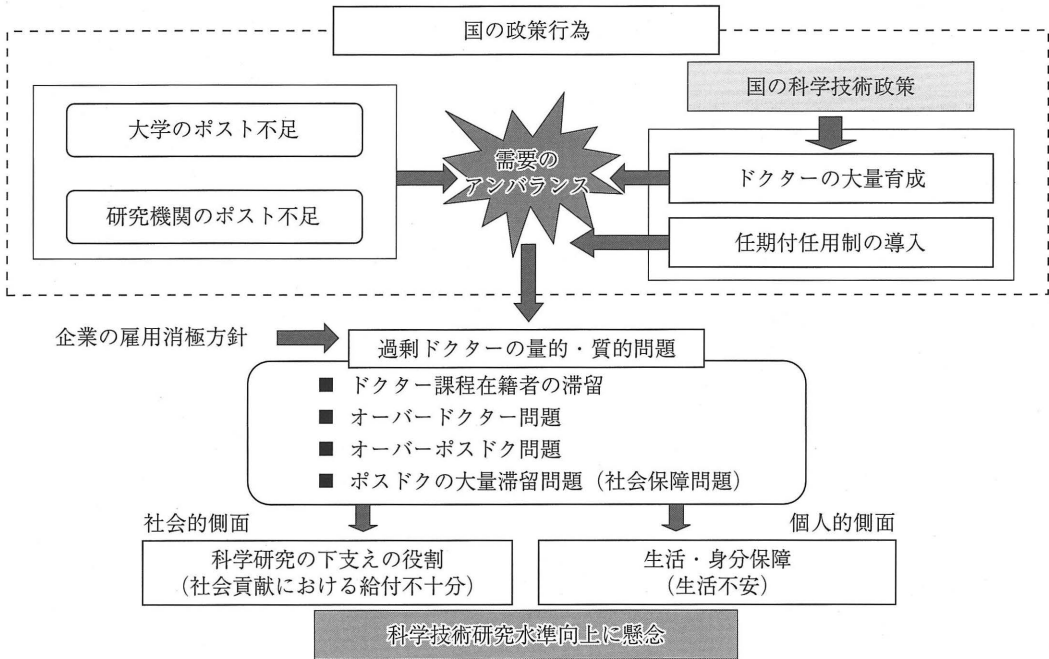 国の政策行為
国の科学技術政策
大学のポスト不足
研究機関のポスト不足
需要の
アンバランス
ドクターの大量育成
任期付任用制の導入
企業の雇用消極方針
過剰ドクターの量的・質的問題
■ ドクター課程在籍者の滞留
■ オーバードクター問題
■ オーバーポスドク問題
■ ポスドクの大量滞留問題（社会保障問題）
社会的側面
個人的側面
科学研究の下支えの役割
（社会貢献における給付不十分）
生活・身分保障
（生活不安）
科学技術研究水準向上に懸念